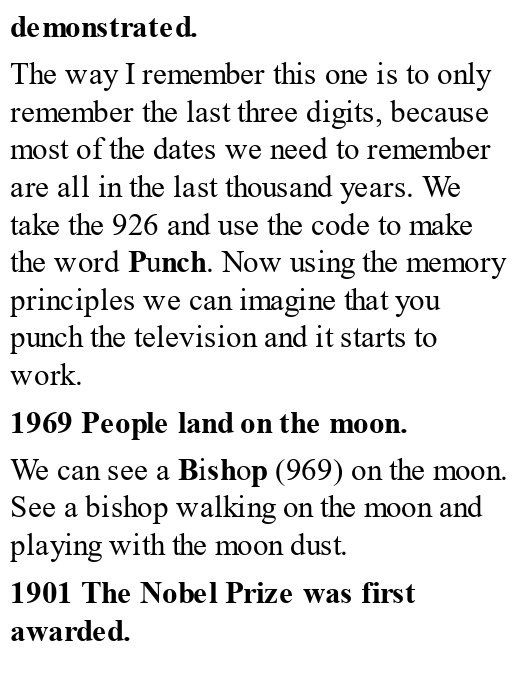 demonstrated.
The way I remember this one is to only
remember the last three digits, because
most of the dates we need to remember
are all in the last thousand years. We
take the 926 and use the code to make
the word Punch. Now using the memory
principles we can imagine that you
punch the television and it starts to
work.
1969 People land on the moon.
We can see a Bishop (969) on the moon.
See a bishop walking on the moon and
playing with the moon dust.
1901 The Nobel Prize was first
awarded.